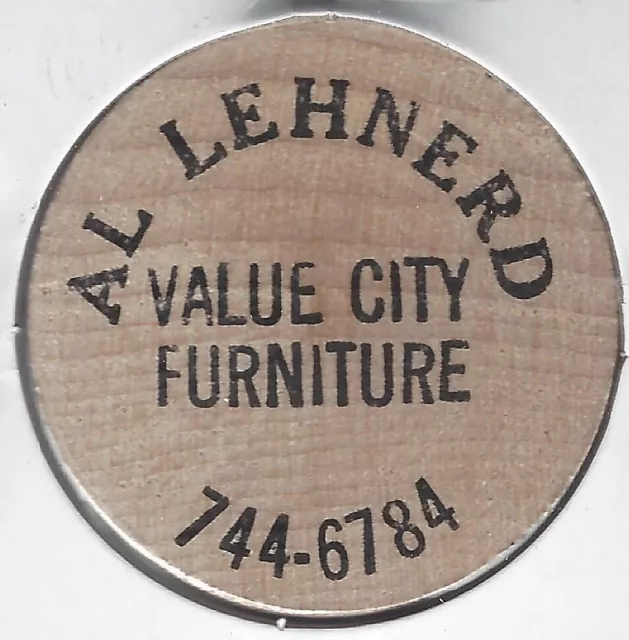 AL LEHNERD
VALUE CITY
FURNITURE
744-6784